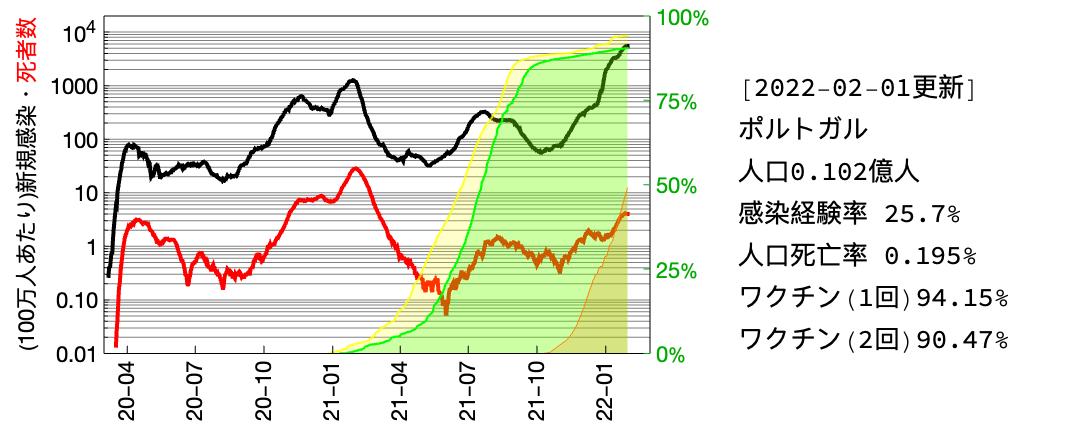 (100万人あたり)新規感染・死者数
10^4
1000
100
10
1
0.10
0.01
100%
75%
50%
25%
0%
20-04
20-07
20-10
21-01
21-04
21-07
21-10
22-01
[2022-02-01更新]
ポルトガル
人口0.102億人
感染経験率 25.7%
人口死亡率 0.195%
ワクチン(1回)94.15%
ワクチン(2回)90.47%